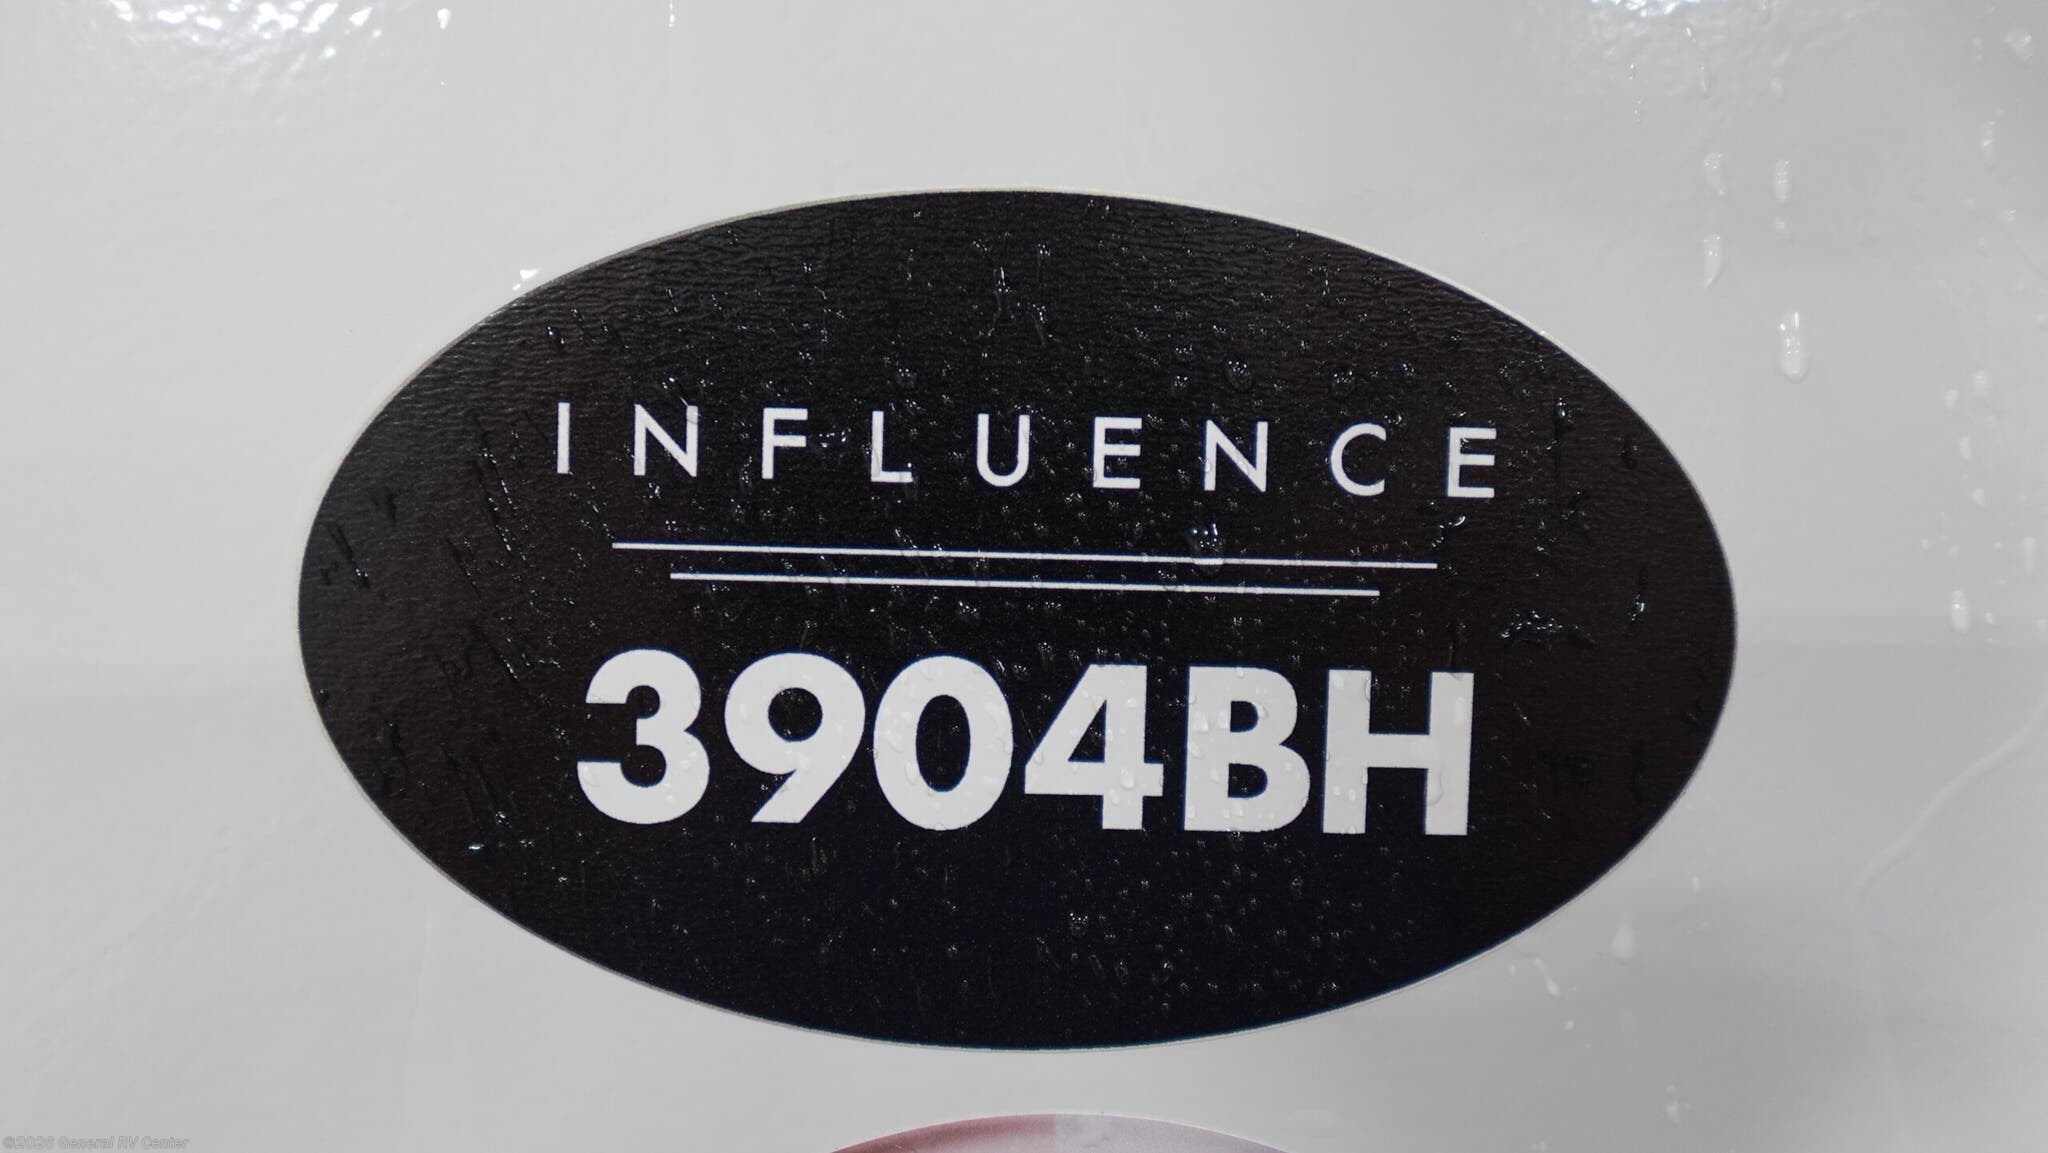 INFLUENCE
3904BH
©2026 General RV Center